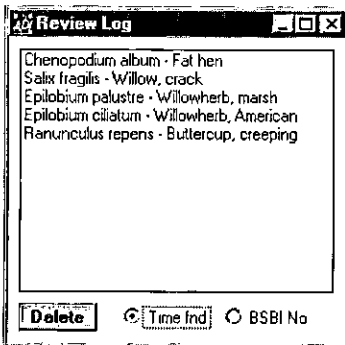 Review Log
Chenopodium album - Fat hen
Salix fragilis - Willow, crack
Epilobium palustre - Willowherb, marsh
Epilobium ciliatum - Willowherb, American
Ranunculus repens - Buttercup, creeping
Delete Time fnd BSBI No